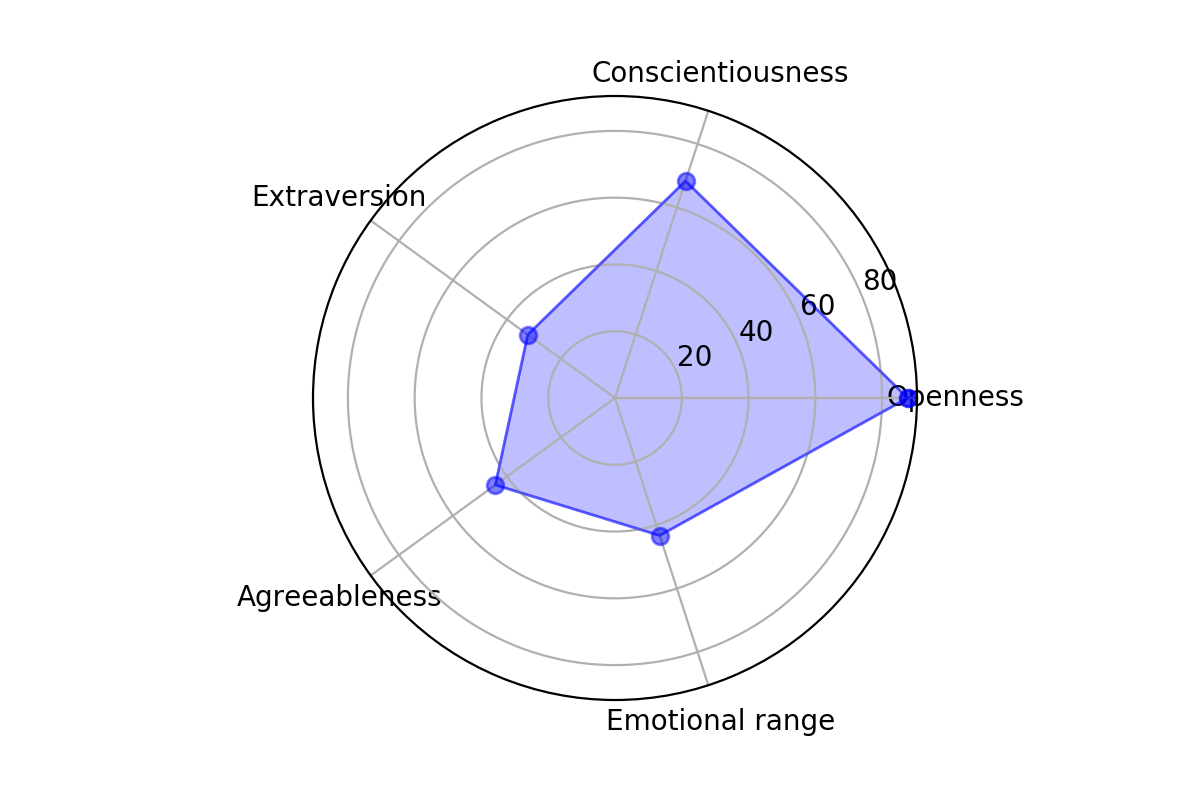 Conscientiousness
Extraversion
80
60
40
20
Openness
Agreeableness
Emotional range